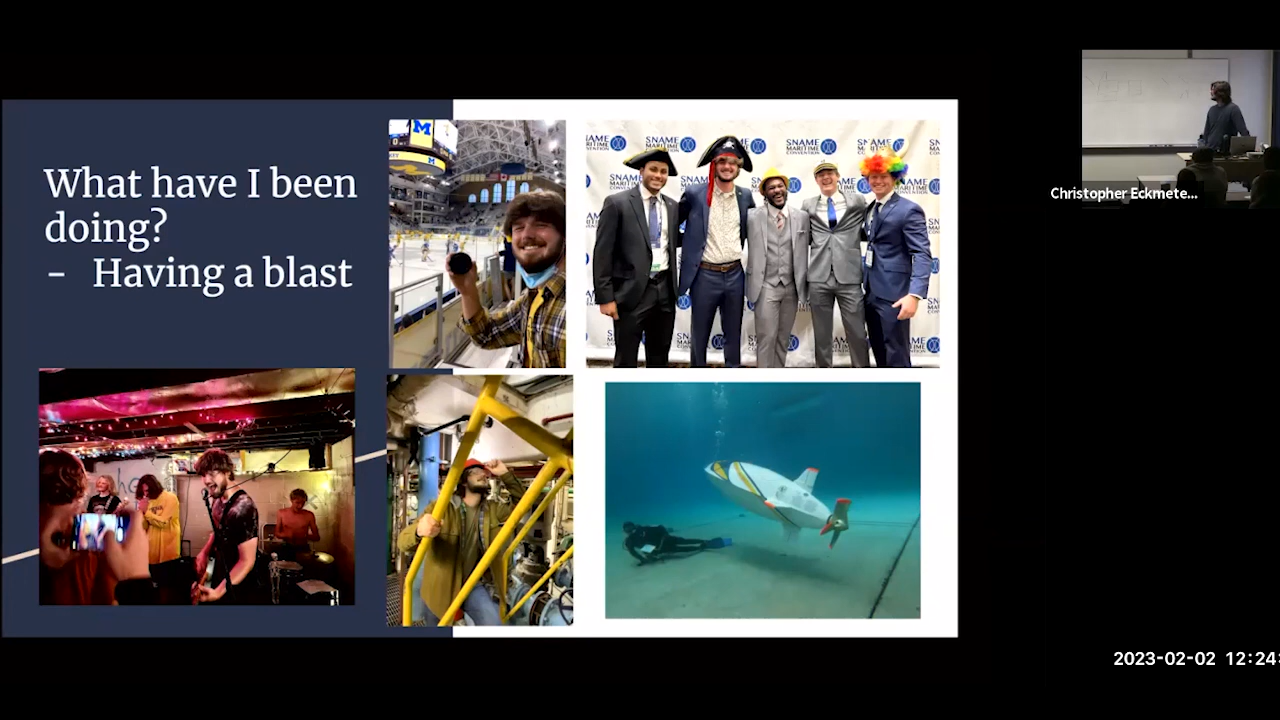 What have I been
doing?
- Having a blast
M
SNAME
MARITIME
CONVENTION
Christopher Eckmete...
2023-02-02 12:24: